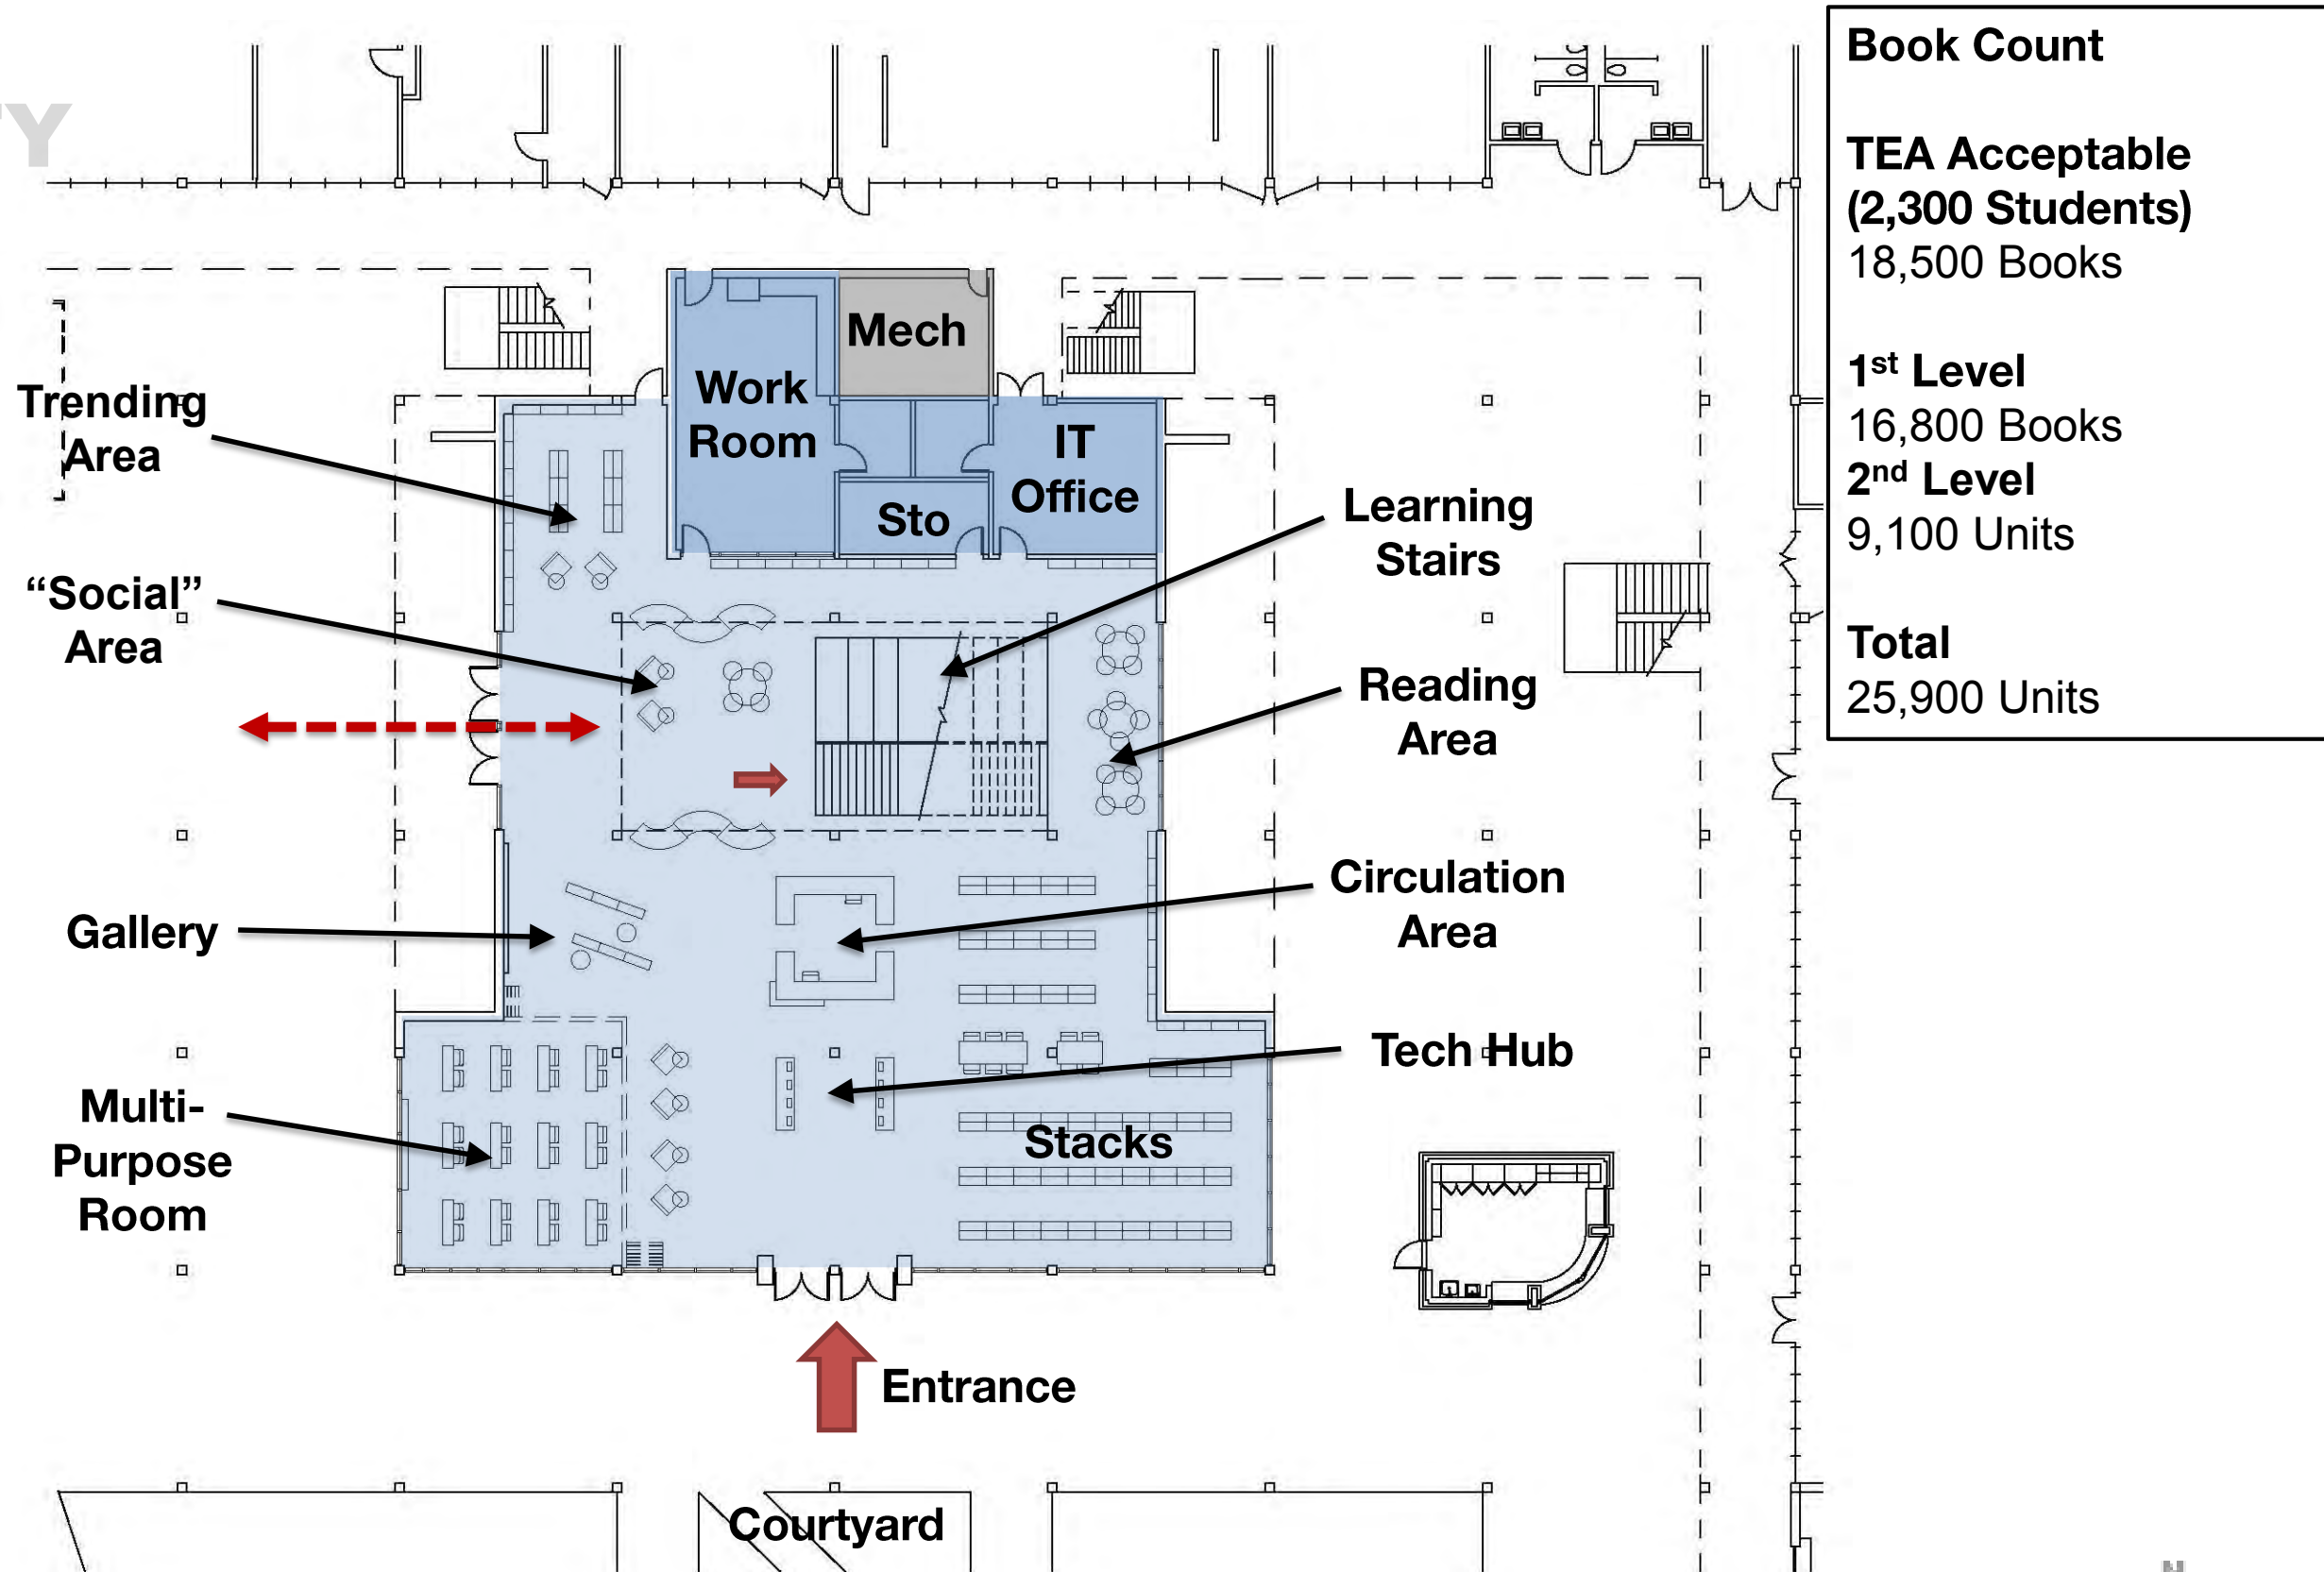 TY
Book Count
TEA Acceptable
(2,300 Students)
18,500 Books
1st Level
16,800 Books
2nd Level
9,100 Units
Total
25,900 Units
Mech
Work
Room
IT
Office
Sto
Trending
Area
Learning
Stairs
“Social”
Area
Reading
Area
Circulation
Area
Gallery
Tech Hub
Multi-
Purpose
Room
Stacks
Entrance
Courtyard